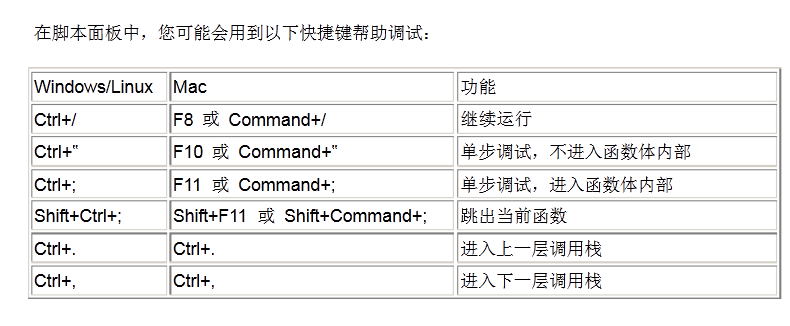 在脚本面板中，您可能会用到以下快捷键帮助调试：
Windows/Linux Mac 功能
Ctrl+/ F8 或 Command+/ 继续运行
Ctrl+‟ F10 或 Command+‟ 单步调试，不进入函数体内部
Ctrl+; F11 或 Command+; 单步调试，进入函数体内部
Shift+Ctrl+; Shift+F11 或 Shift+Command+; 跳出当前函数
Ctrl+. Ctrl+. 进入上一层调用栈
Ctrl+, Ctrl+, 进入下一层调用栈